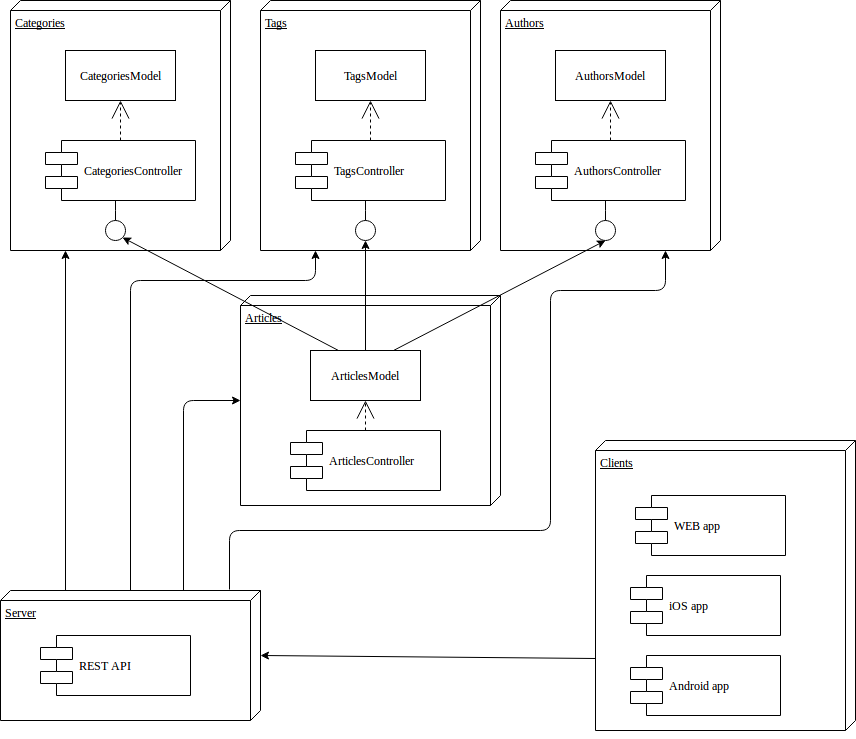 Categories
CategoriesModel
CategoriesController
Tags
TagsModel
TagsController
Authors
AuthorsModel
AuthorsController
Articles
ArticlesModel
ArticlesController
Clients
WEB app
iOS app
Android app
Server
REST API